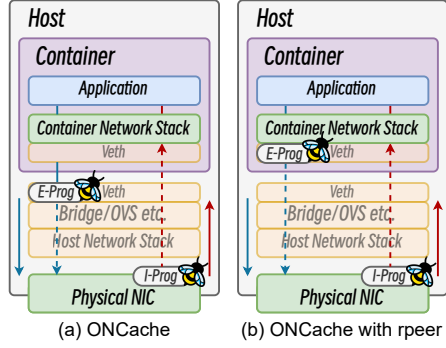 Host
Container
Application
Container Network Stack
Veth
E-Prog
Veth
Bridge/OVS etc.
Host Network Stack
I-Prog
Physical NIC
(a) ONCache
Host
Container
Application
Container Network Stack
Veth
E-Prog
Veth
Bridge/OVS etc.
Host Network Stack
I-Prog
Physical NIC
(b) ONCache with rpeer